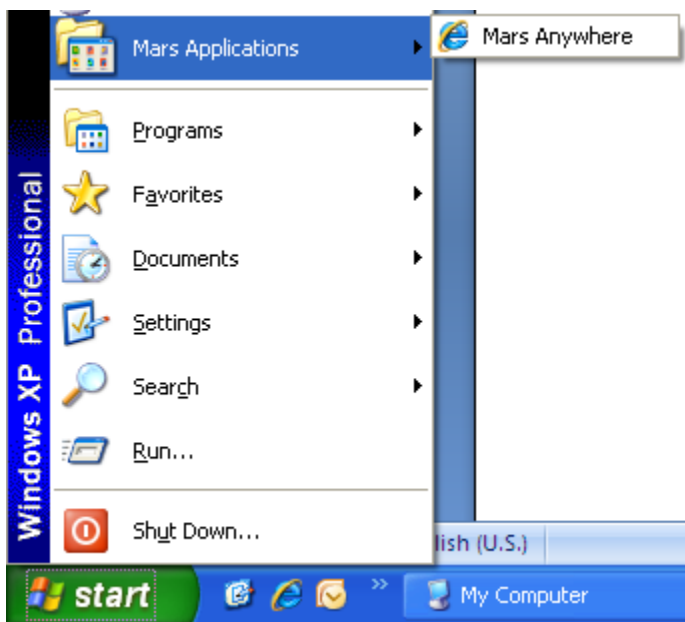 Mars Applications
Mars Anywhere
Programs
Favorites
Documents
Settings
Search
Run...
Shut Down...
Windows XP Professional
lish (U.S.)
start
My Computer